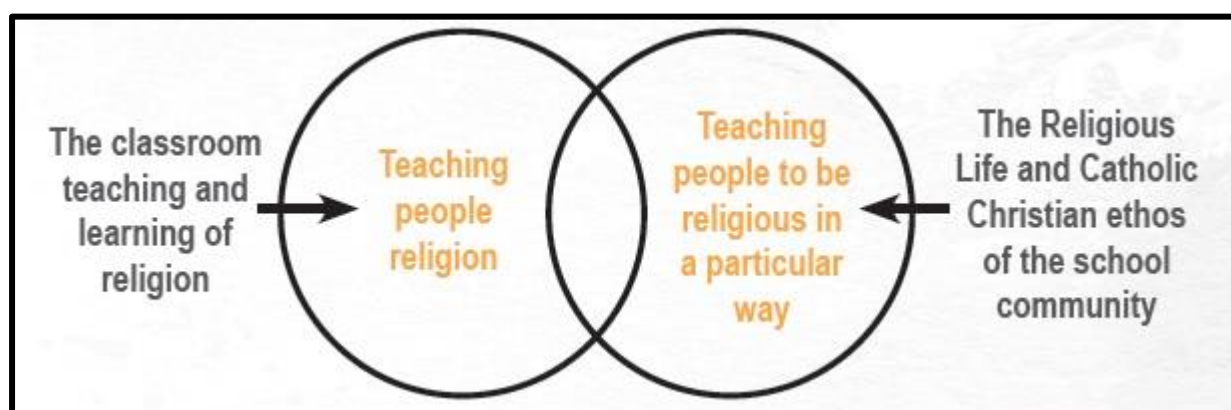 The classroom
teaching and
learning of
religion
Teaching
people
religion
Teaching
people to be
religious in
a particular
way
The Religious
Life and Catholic
Christian ethos
of the school
community